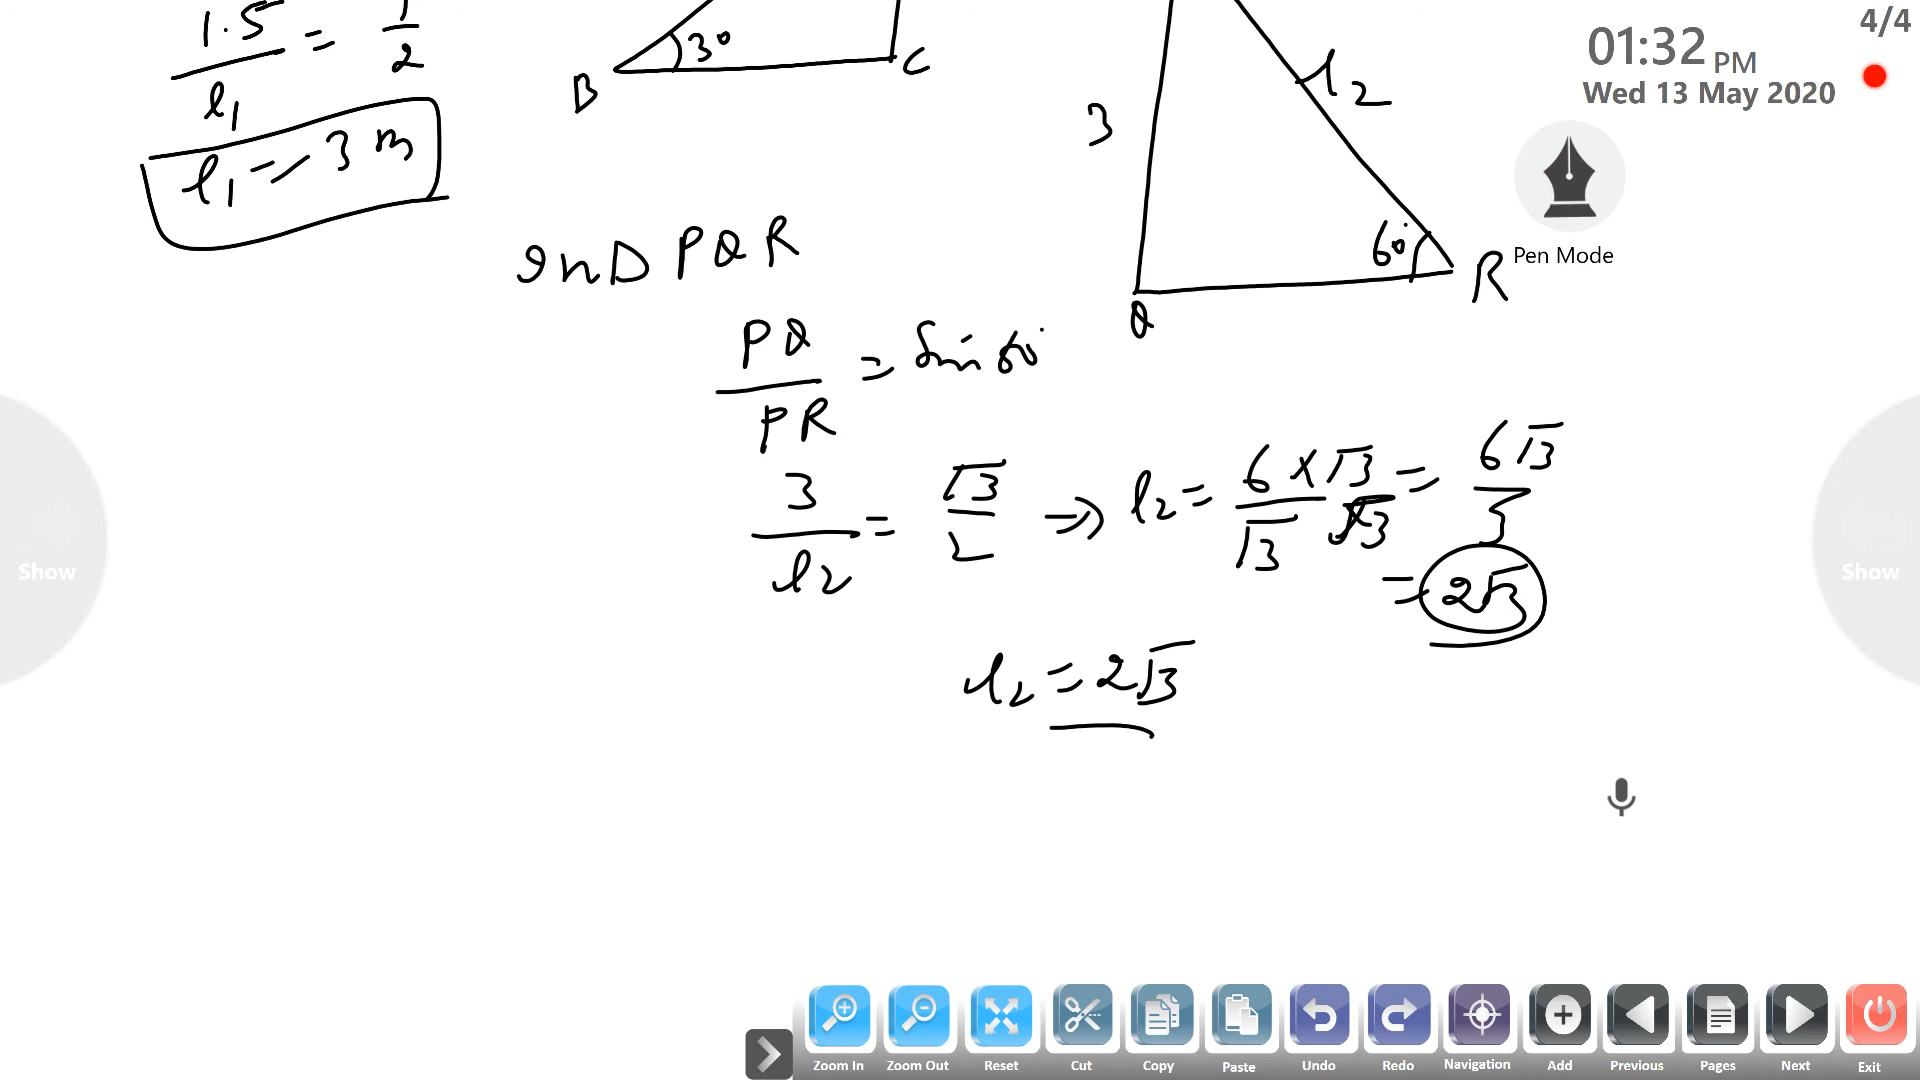 1.5/l1 = 1/2
l1 = 3 m
B
30
C
3
l2
60°
R
Q
4/4
01:32 PM
Wed 13 May 2020
Pen Mode
In Δ PQR
PQ/PR = Sin 60°
3/l2 = √3/2 ⇒ l2 = 6 × √3/√3 × √3 = 6√3/3
= 2√3
l2 = 2√3
Show
Show
Zoom In
Zoom Out
Reset
Cut
Copy
Paste
Undo
Redo
Navigation
Add
Previous
Pages
Next
Exit